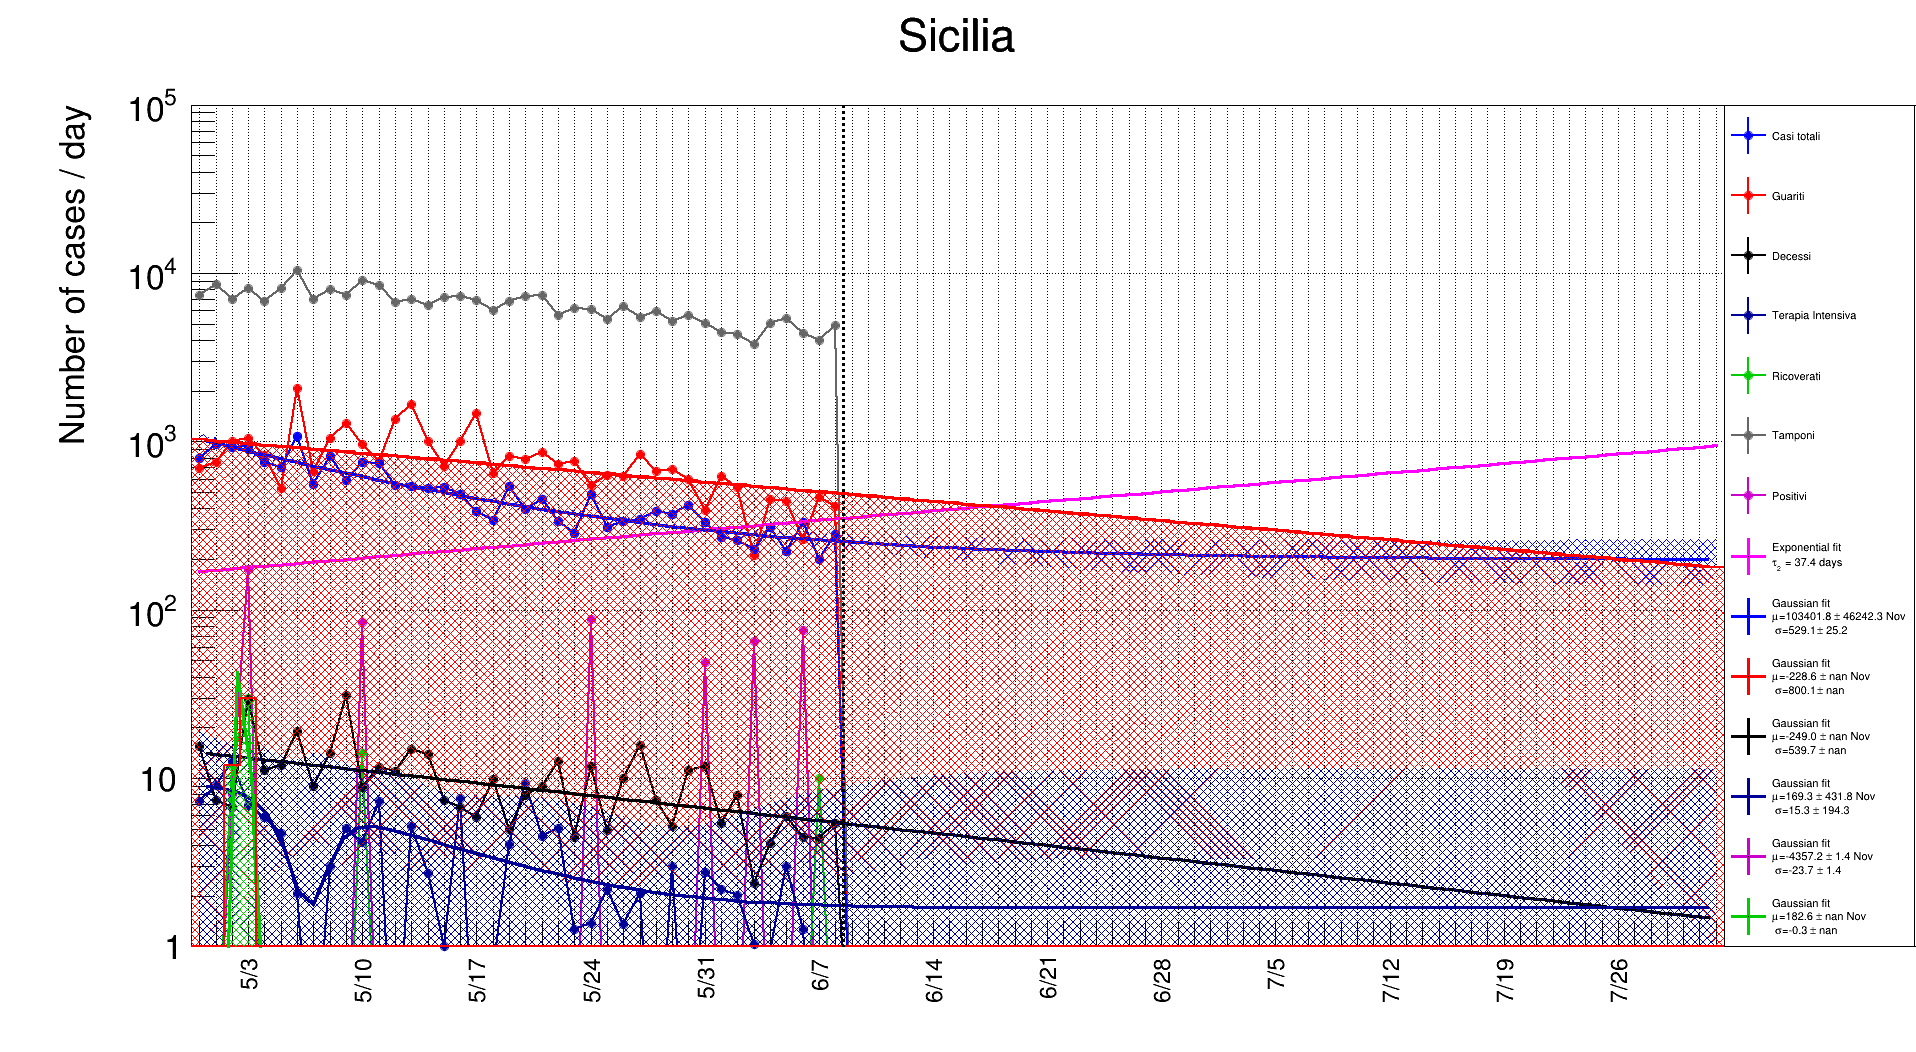 Sicilia
Number of cases / day
10^5
10^4
10^3
10^2
10
1
5/3
5/10
5/17
5/24
5/31
6/7
6/14
6/21
6/28
7/5
7/12
7/19
7/26
Casi totali
Guariti
Decessi
Terapia Intensiva
Ricoverati
Tamponi
Positivi
Exponential fit
τ_2 = 37.4 days
Gaussian fit
μ=103401.8 ± 46242.3 Nov
σ=529.1 ± 25.2
Gaussian fit
μ=-228.6 ± nan Nov
σ=800.1 ± nan
Gaussian fit
μ=-249.0 ± nan Nov
σ=539.7 ± nan
Gaussian fit
μ=169.3 ± 431.8 Nov
σ=15.3 ± 194.3
Gaussian fit
μ=-4357.2 ± 1.4 Nov
σ=-23.7 ± 1.4
Gaussian fit
μ=182.6 ± nan Nov
σ=-0.3 ± nan